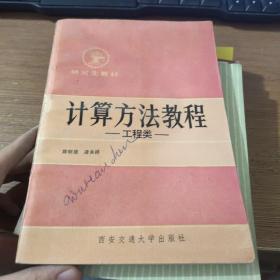 研究生教材
计算方法教程
—工程类—
西安交通大学出版社